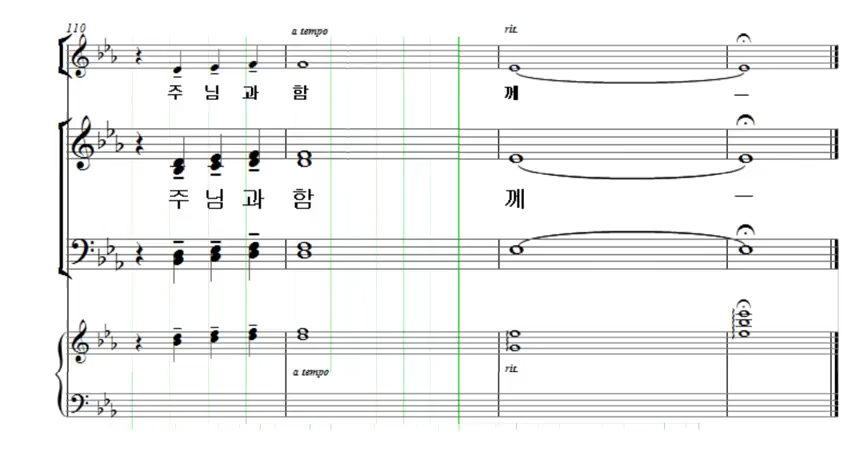 110
a tempo
rit.
주 님 과 함 께 —
주 님 과 함 께 —
a tempo
rit.